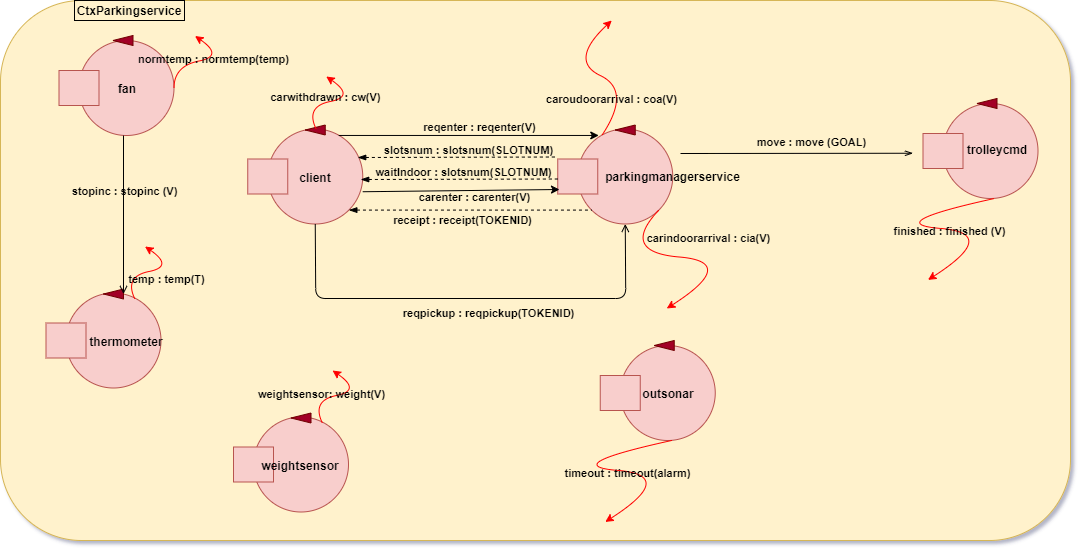 CtxParkingservice
normtemp : normtemp(temp)
fan
carwithdrawn : cw(V)
caroudoorarrival : coa(V)
reqenter : reqenter(V)
slotsnum : slotsnum(SLOTNUM)
move : move (GOAL)
trolleycmd
waitIndoor : slotsnum(SLOTNUM)
client
parkingmanagerservice
stopinc : stopinc (V)
carenter : carenter(V)
receipt : receipt(TOKENID)
finished : finished (V)
carindoorarrival : cia(V)
temp : temp(T)
reqpickup : reqpickup(TOKENID)
thermometer
weightsensor: weight(V)
outsonar
weightsensor
timeout : timeout(alarm)